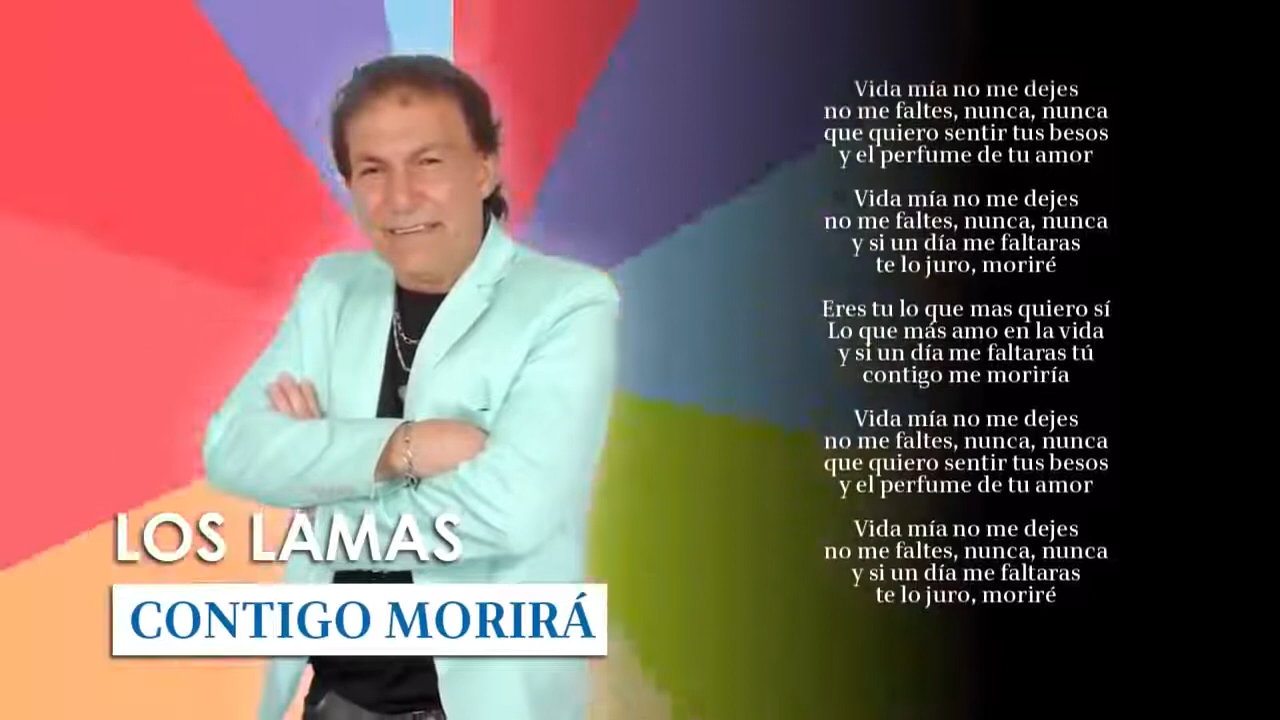 LOS LAMAS
CONTIGO MORIRÁ
Vida mía no me dejes
no me faltes, nunca, nunca
que quiero sentir tus besos
y el perfume de tu amor
Vida mía no me dejes
no me faltes, nunca, nunca
y si un día me faltaras
te lo juro, moriré
Eres tu lo que mas quiero sí
Lo que más amo en la vida
y si un día me faltaras tú
contigo me moriría
Vida mía no me dejes
no me faltes, nunca, nunca
que quiero sentir tus besos
y el perfume de tu amor
Vida mía no me dejes
no me faltes, nunca, nunca
y si un día me faltaras
te lo juro, moriré